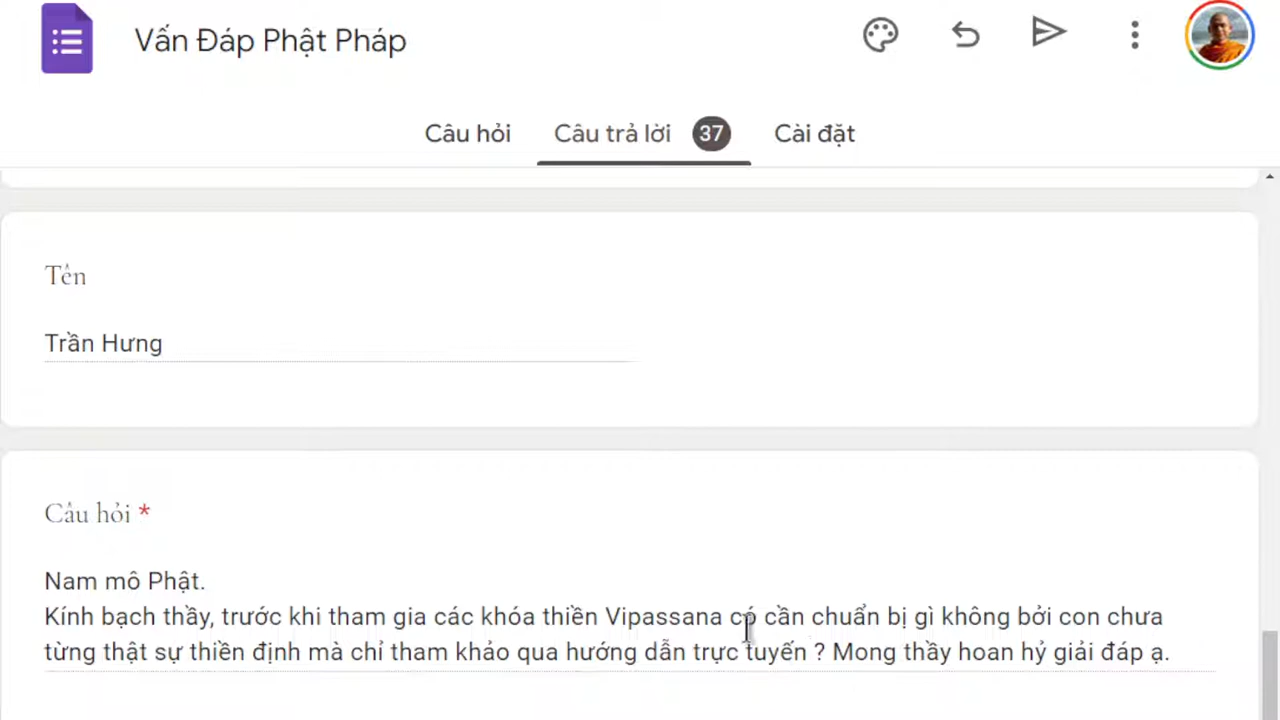 Vấn Đáp Phật Pháp
Câu hỏi
Câu trả lời
37
Cài đặt
Tên
Trần Hưng
Câu hỏi *
Nam mô Phật.
Kính bạch thầy, trước khi tham gia các khóa thiền Vipassana có cần chuẩn bị gì không bởi con chưa
từng thật sự thiền định mà chỉ tham khảo qua hướng dẫn trực tuyến ? Mong thầy hoan hỷ giải đáp ạ.